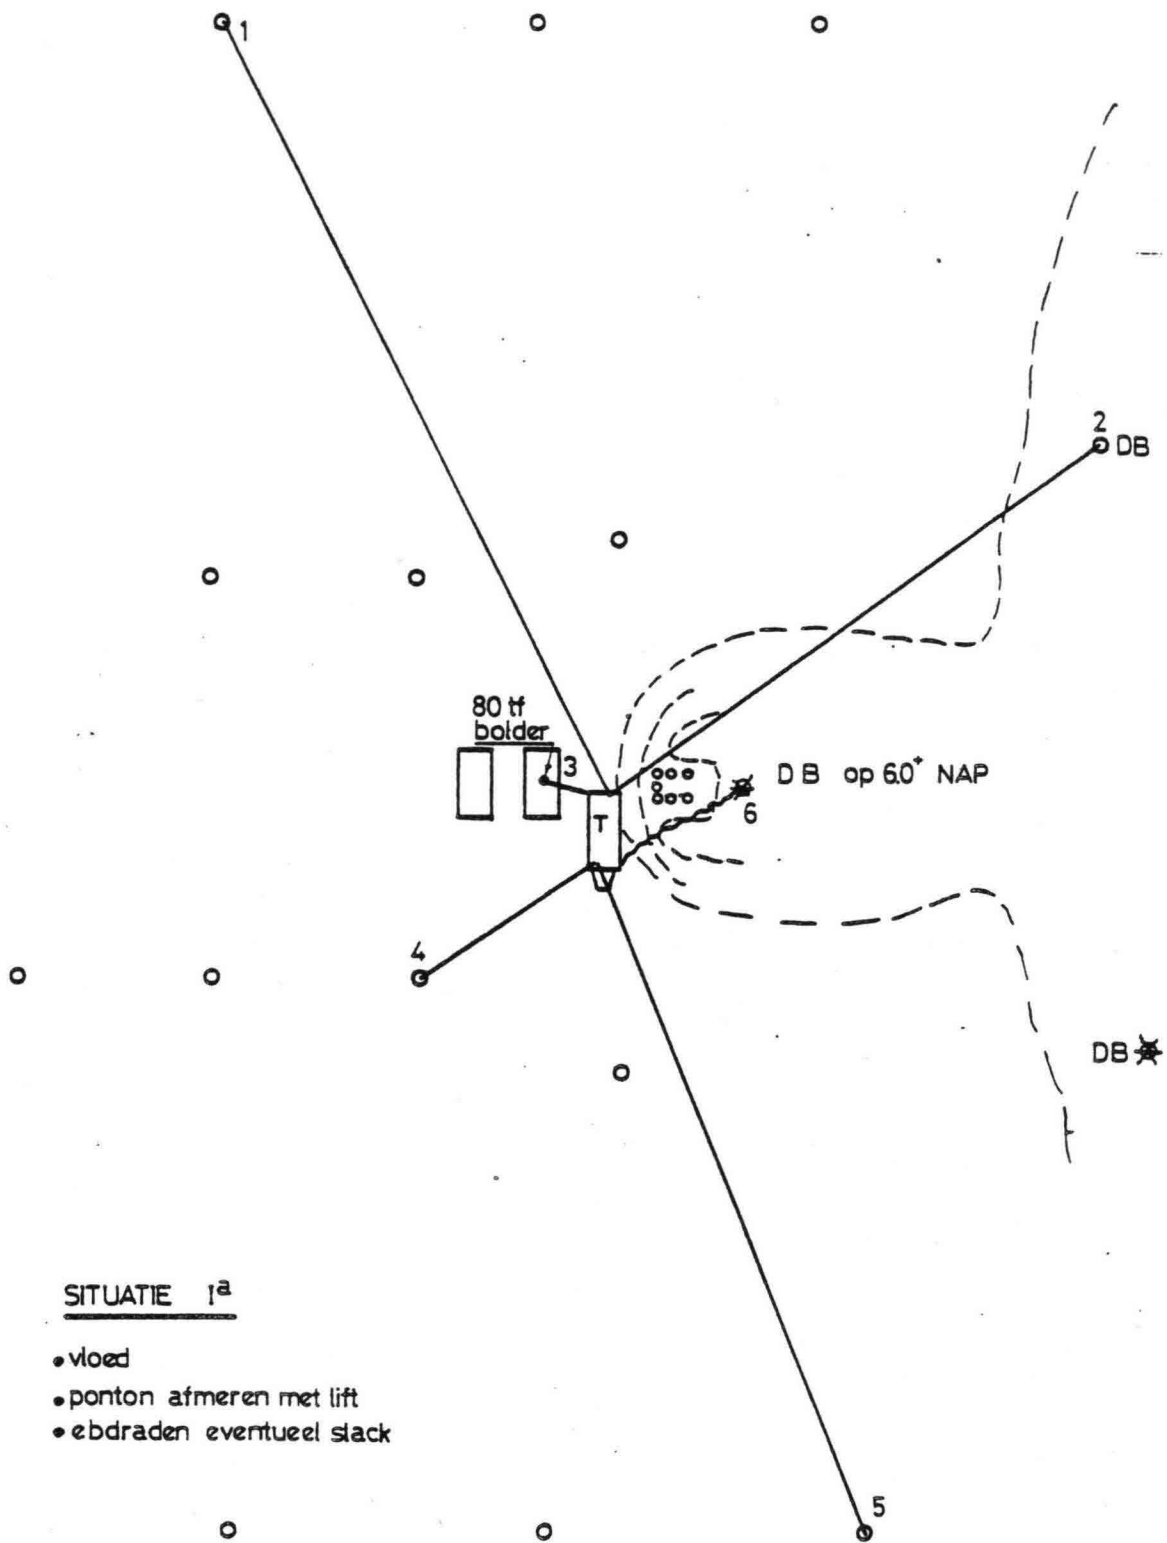 1
2
DB
80 tf
bolder
3
DB op 6.0⁺ NAP
T
6
4
DB
SITUATIE Iᵃ
• vloed
• ponton afmeren met lift
• ebdraden eventueel slack
5